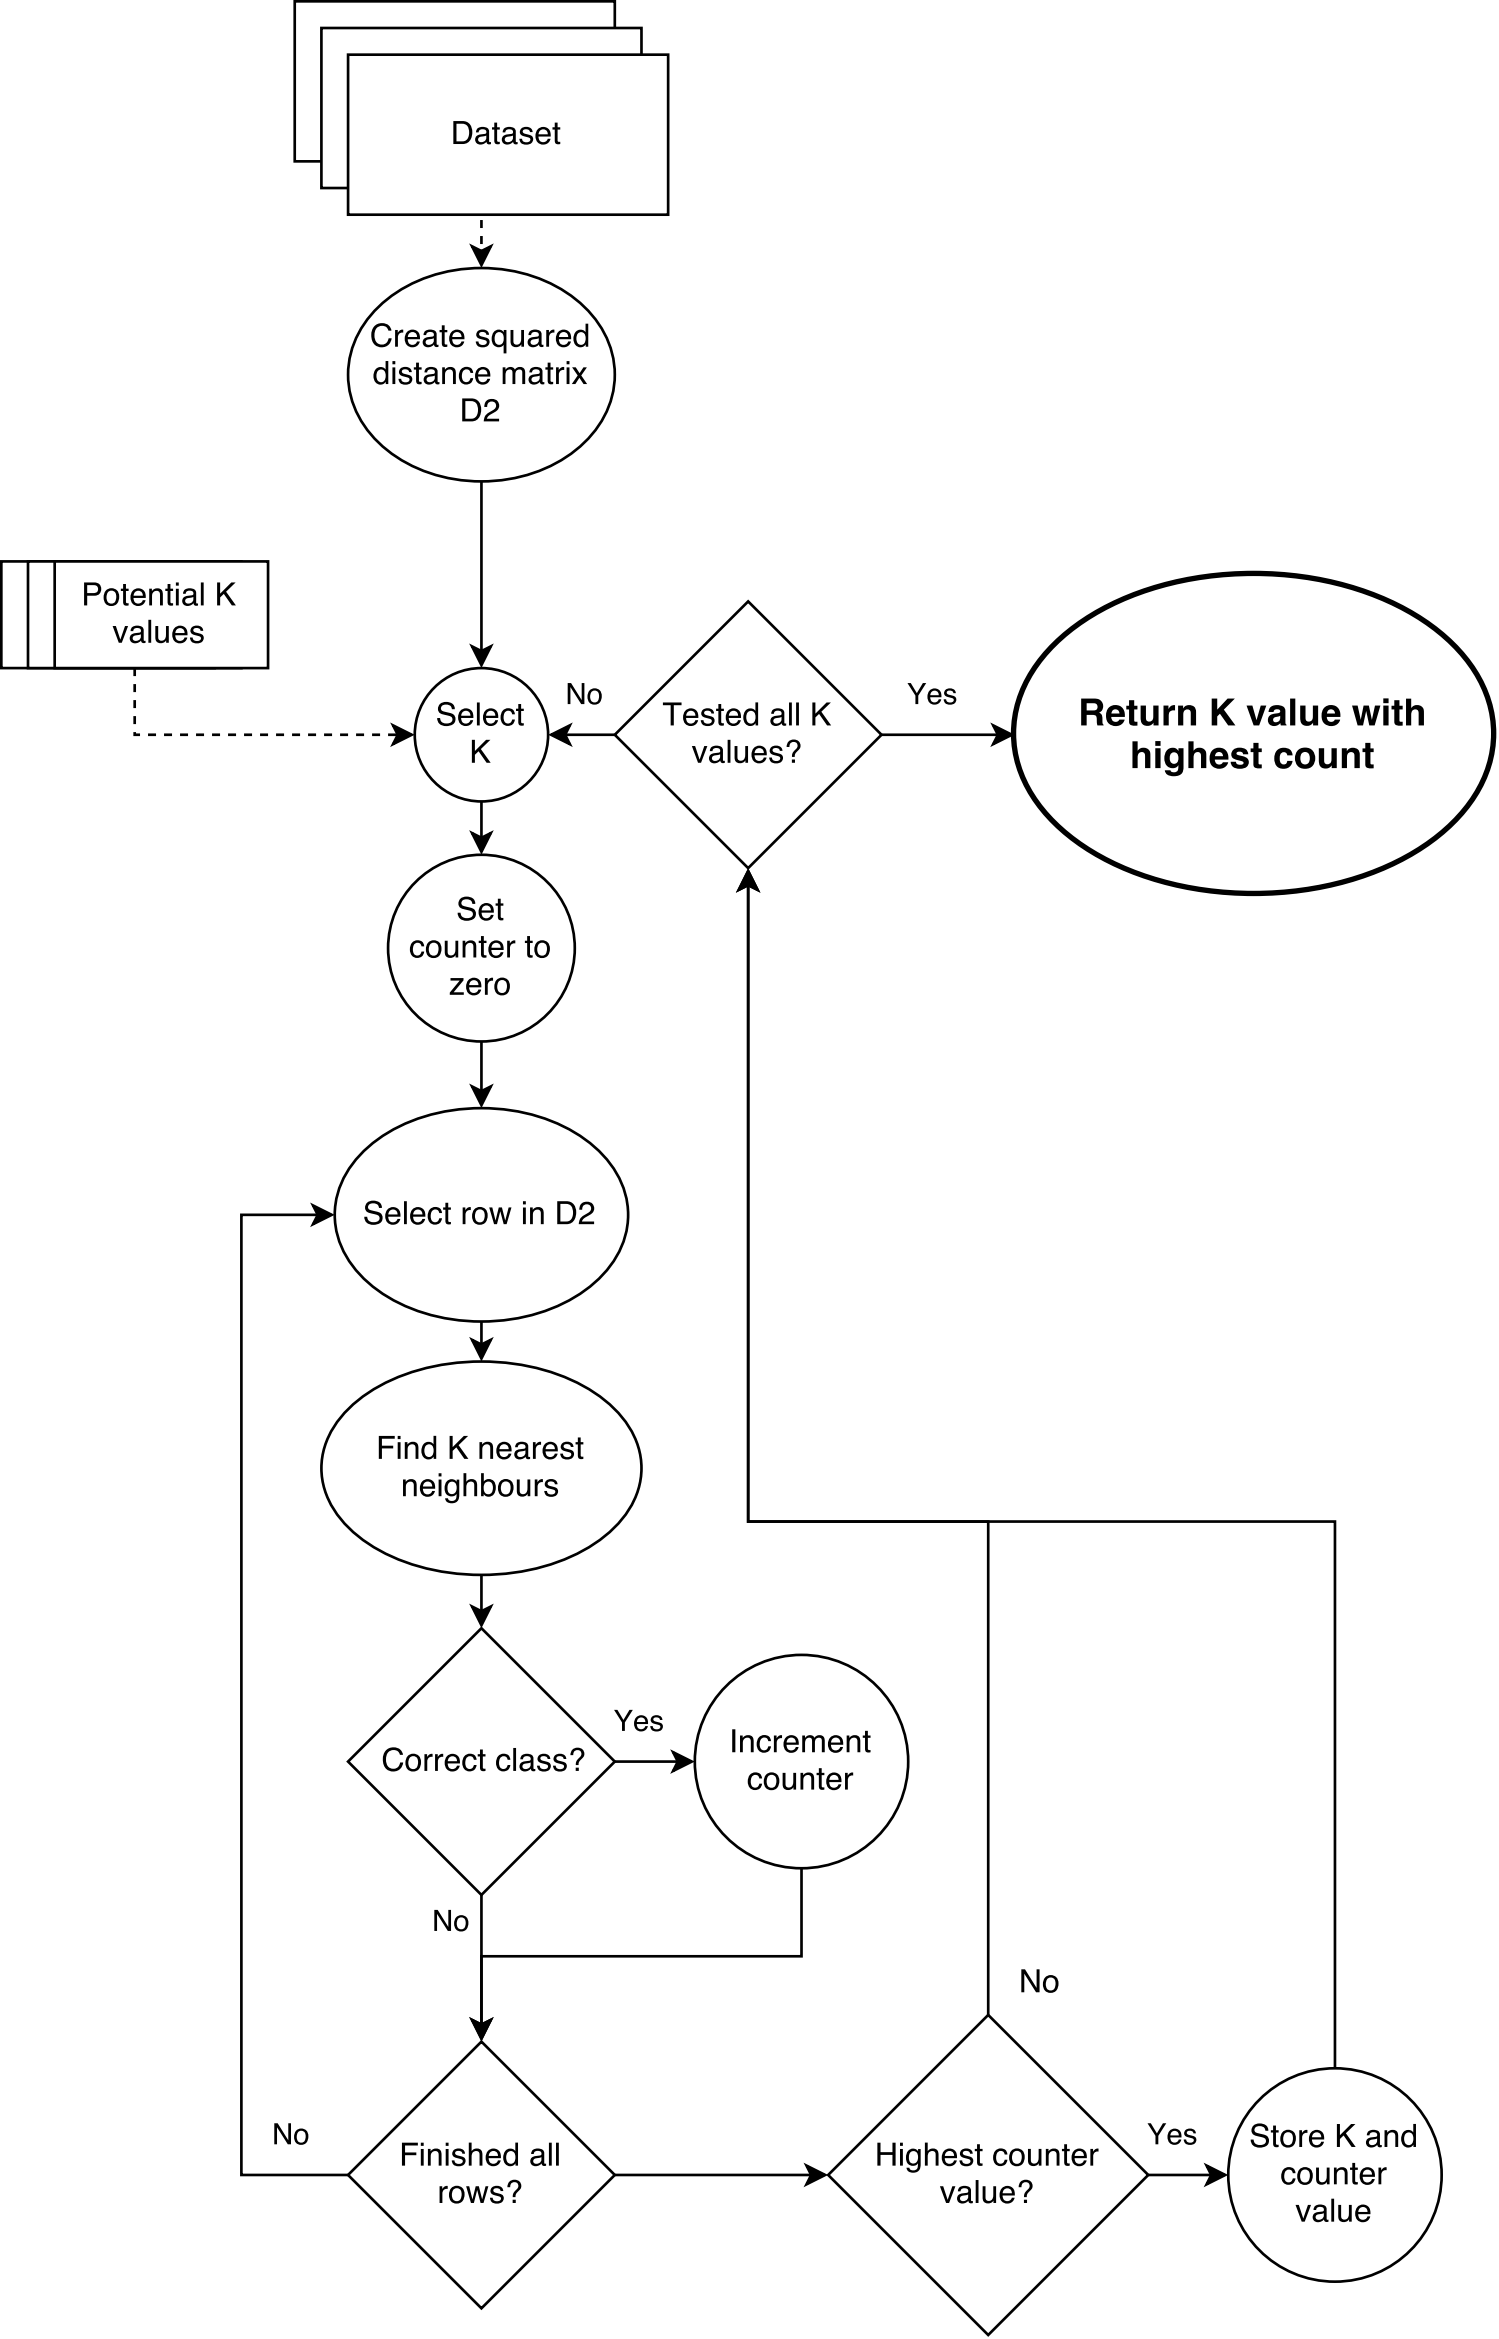 Dataset
Create squared
distance matrix
D2
Potential K
values
Select
K
No
Tested all K
values?
Yes
Return K value with
highest count
Set
counter to
zero
Select row in D2
Find K nearest
neighbours
Correct class?
Yes
Increment
counter
No
No
Finished all
rows?
No
Highest counter
value?
Yes
Store K and
counter
value